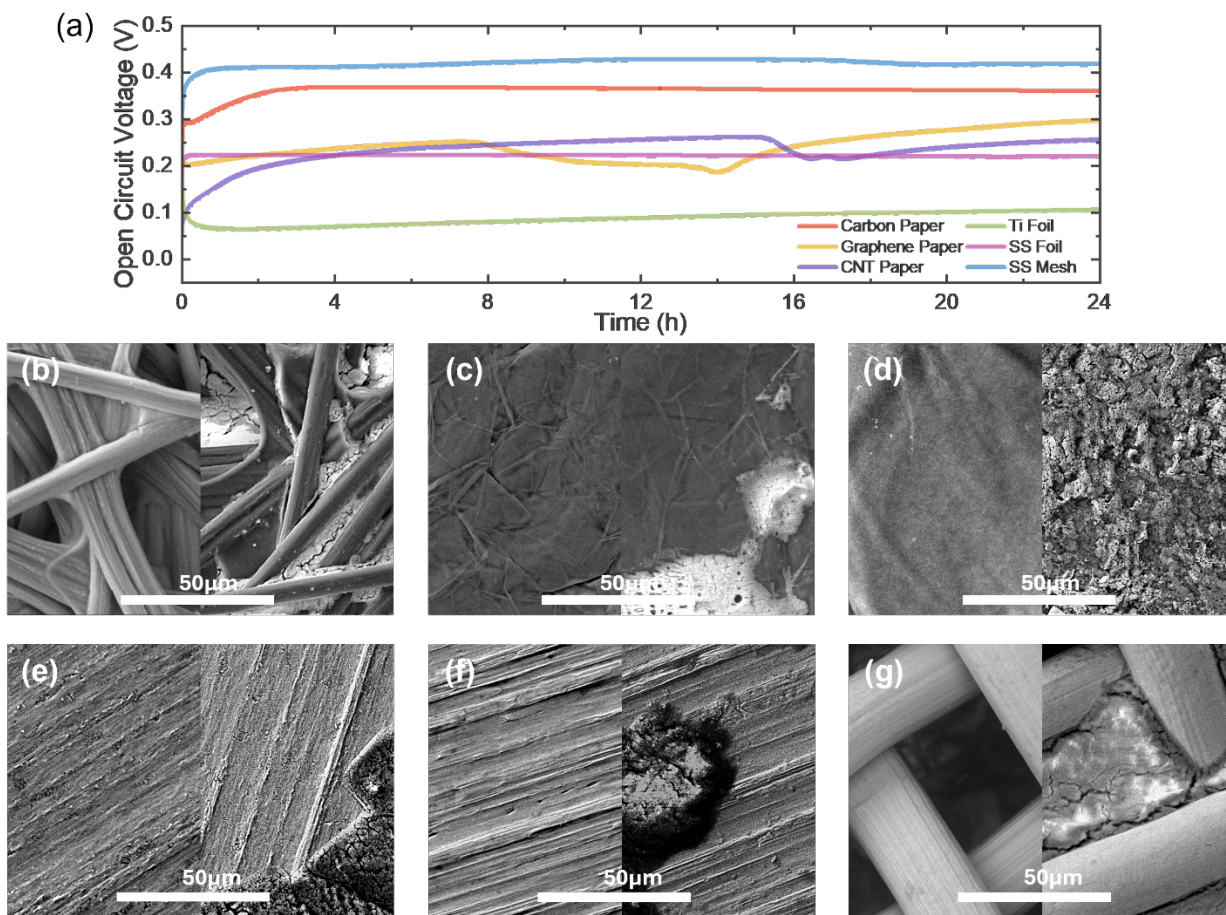 (a)
Open Circuit Voltage (V)
0.5
0.4
0.3
0.2
0.1
0.0
Carbon Paper
Graphene Paper
CNT Paper
Ti Foil
SS Foil
SS Mesh
0
4
8
12
16
20
24
Time (h)
(b)
50μm
(c)
50μm
(d)
50μm
(e)
50μm
(f)
50μm
(g)
50μm